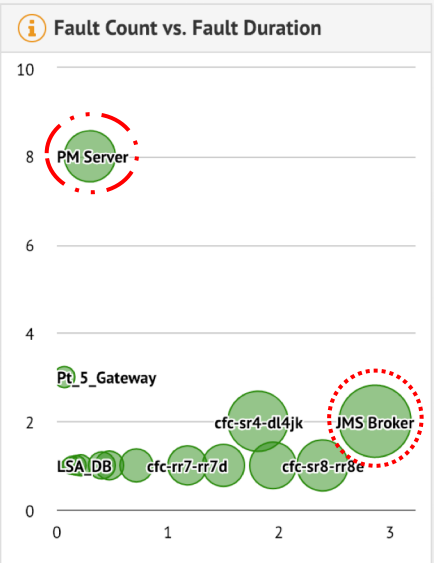 Fault Count vs. Fault Duration
10
8
PM Server
6
4
Pt_5_Gateway
2
cfc-sr4-dl4jk
JMS Broker
LSA_DB
cfc-rr7-rr7d
cfc-sr8-rr8e
0
0 1 2 3